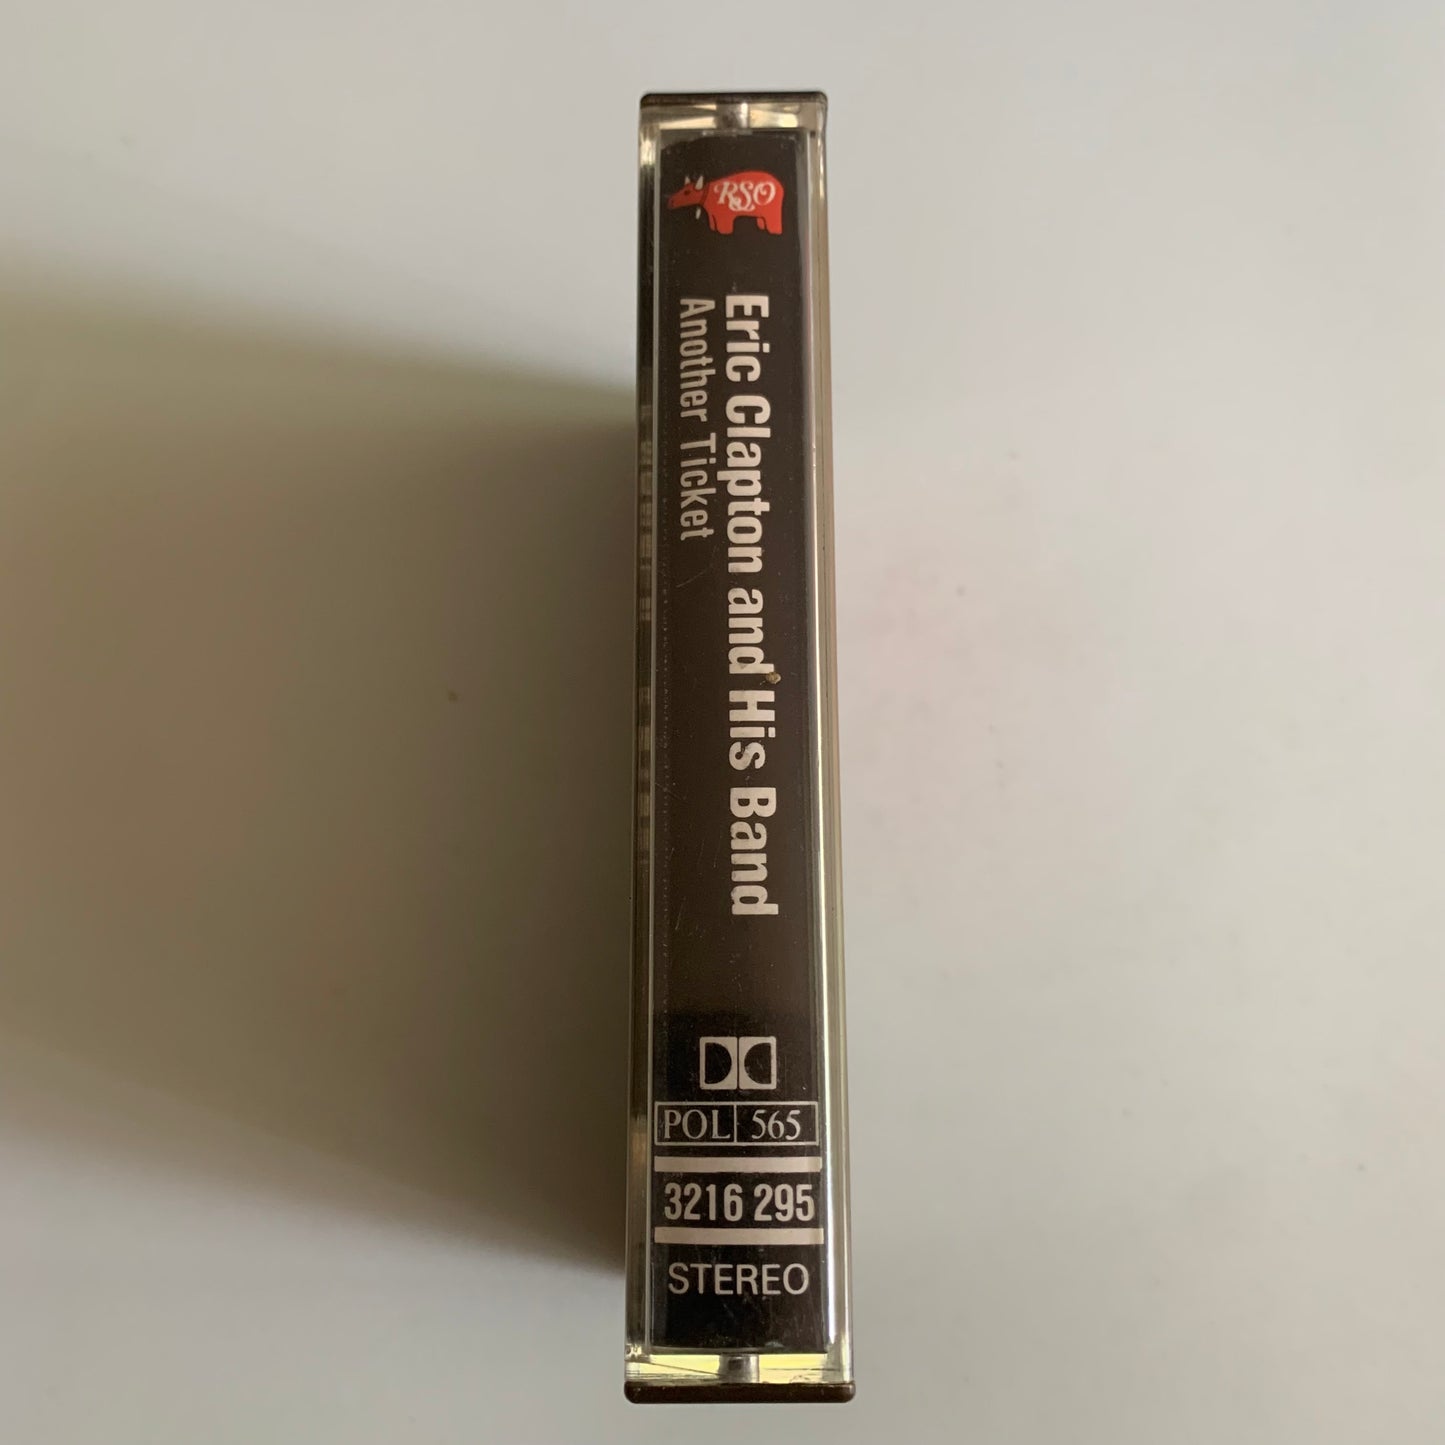 RSO
Eric Clapton and His Band
Another Ticket
POL 565
3216 295
STEREO